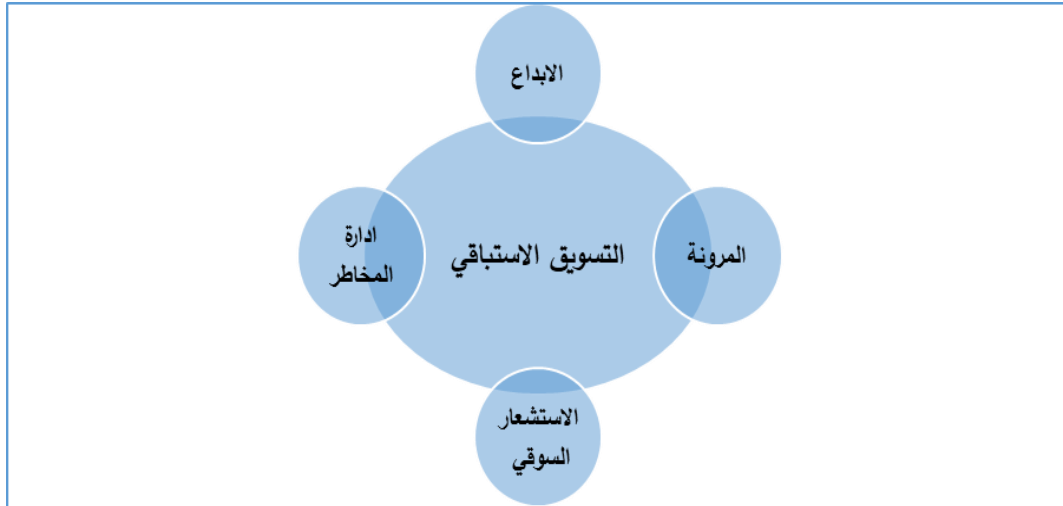 الابداع
المرونة
التسويق الاستباقي
ادارة
المخاطر
الاستشعار
السوقي